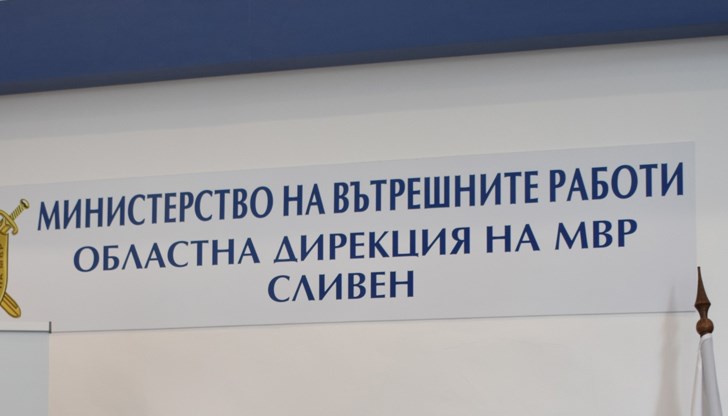 МИНИСТЕРСТВО НА ВЪТРЕШНИТЕ РАБОТИ
ОБЛАСТНА ДИРЕКЦИЯ НА МВР
СЛИВЕН